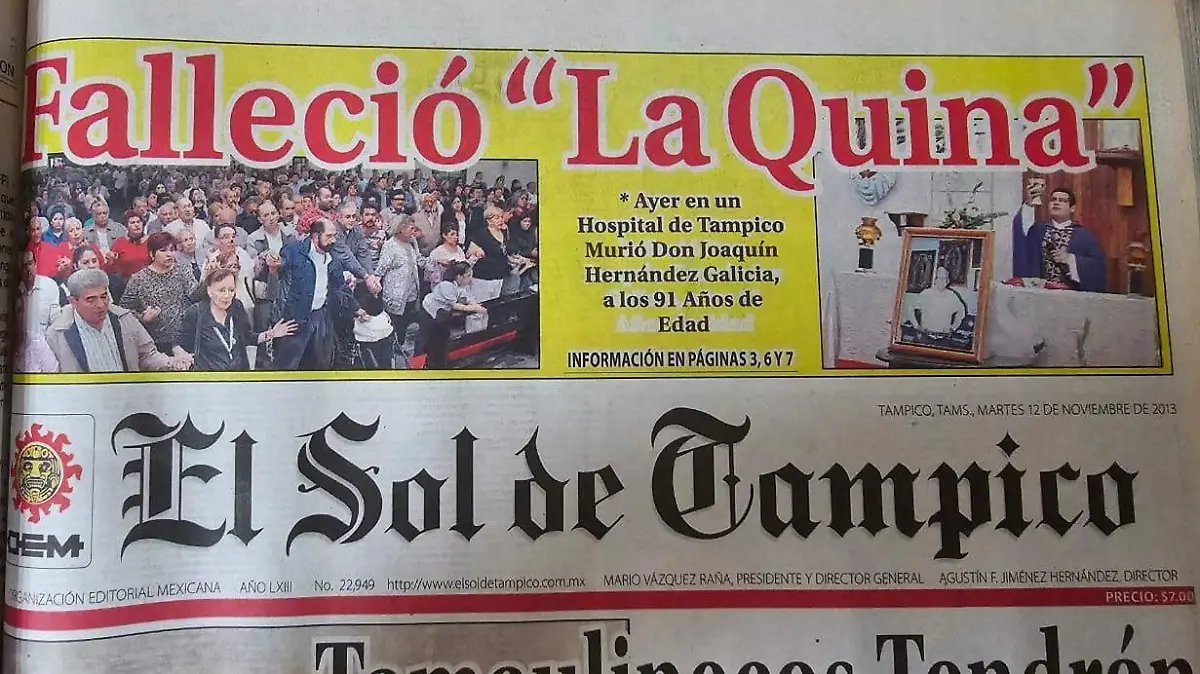 Falleció “La Quina”
* Ayer en un
Hospital de Tampico
Murió Don Joaquín
Hernández Galicia,
a los 91 Años de
Edad
INFORMACIÓN EN PÁGINAS 3, 6 Y 7
TAMPICO, TAMS., MARTES 12 DE NOVIEMBRE DE 2013
El Sol de Tampico
OEM
ORGANIZACIÓN EDITORIAL MEXICANA AÑO LXIII No. 22,949 http://www.elsoldetampico.com.mx MARIO VÁZQUEZ RAÑA, PRESIDENTE Y DIRECTOR GENERAL AGUSTÍN F. JIMÉNEZ HERNÁNDEZ, DIRECTOR
PRECIO: $7.00
Tamaulipecos Tendrán